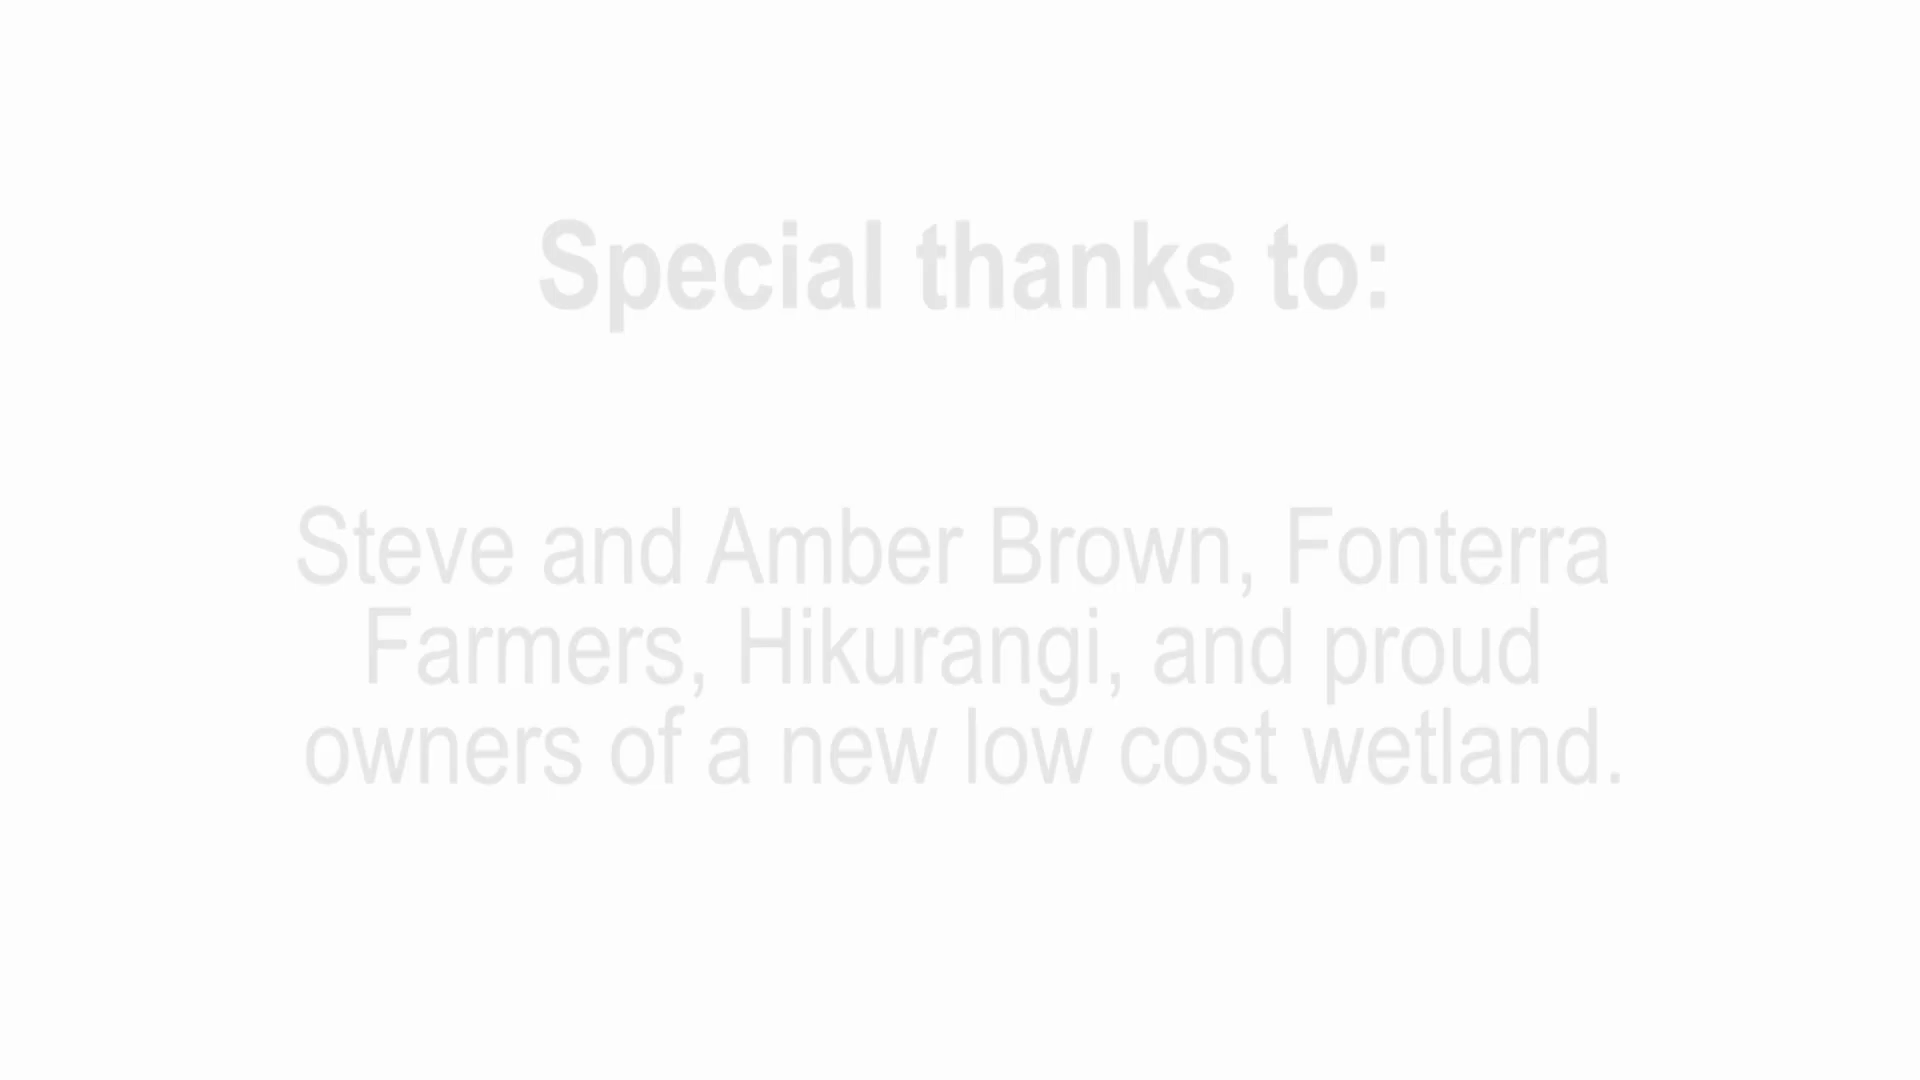 Special thanks to:
Steve and Amber Brown, Fonterra
Farmers, Hikurangi, and proud
owners of a new low cost wetland.